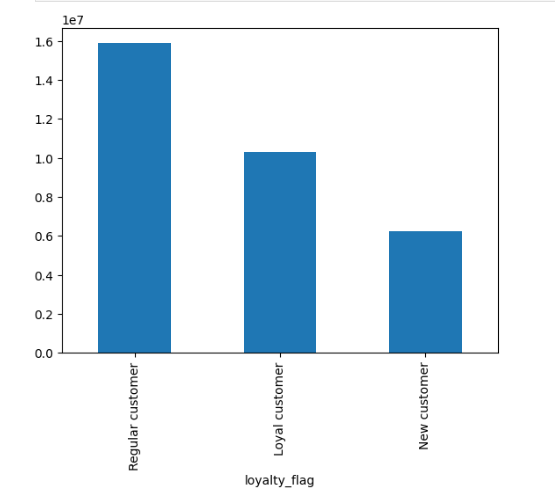 1e7
1.6
1.4
1.2
1.0
0.8
0.6
0.4
0.2
0.0
Regular customer
Loyal customer
New customer
loyalty_flag